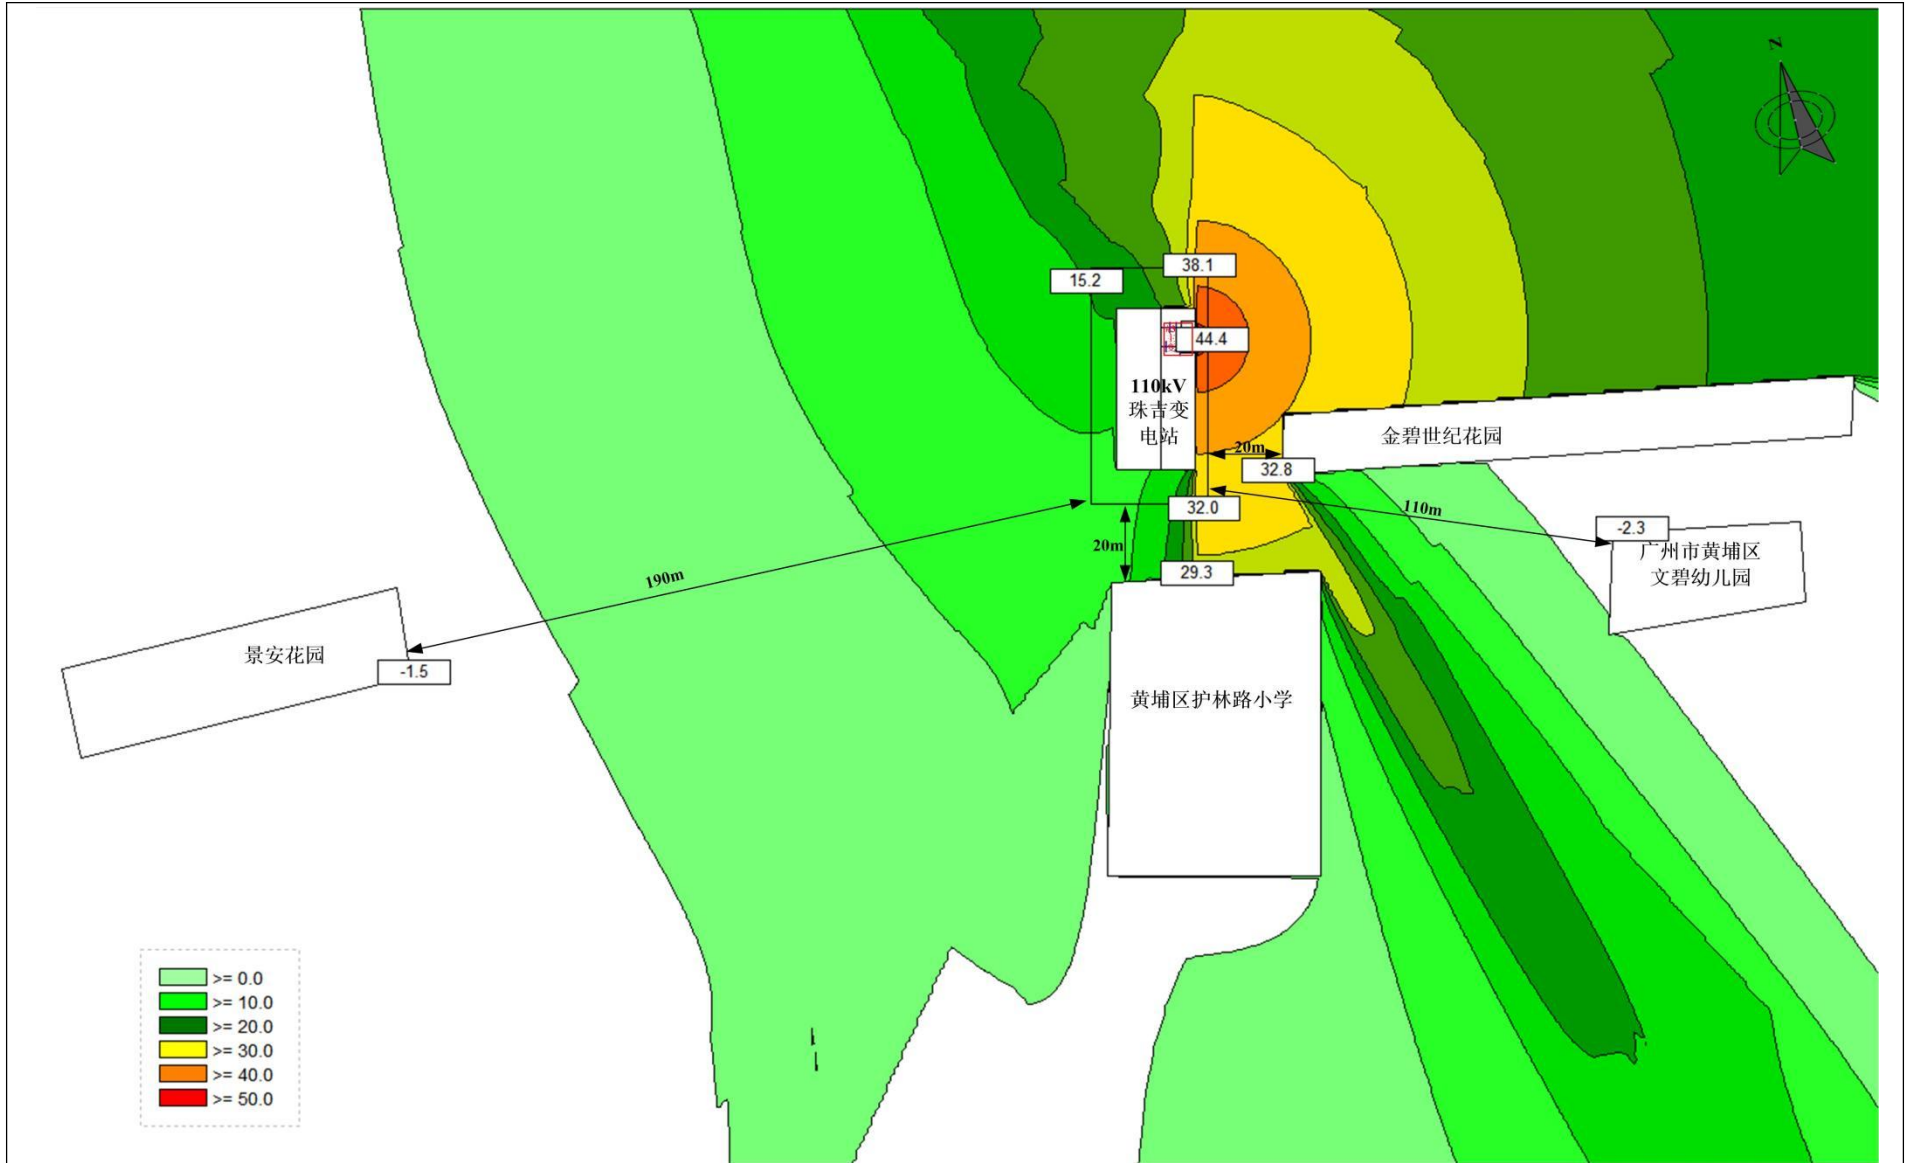 N
38.1
15.2
44.4
110kV
珠吉变
电站
金碧世纪花园
20m
32.8
110m
32.0
-2.3
20m
广州市黄埔区
文碧幼儿园
29.3
190m
景安花园
-1.5
黄埔区护林路小学
>= 0.0
>= 10.0
>= 20.0
>= 30.0
>= 40.0
>= 50.0